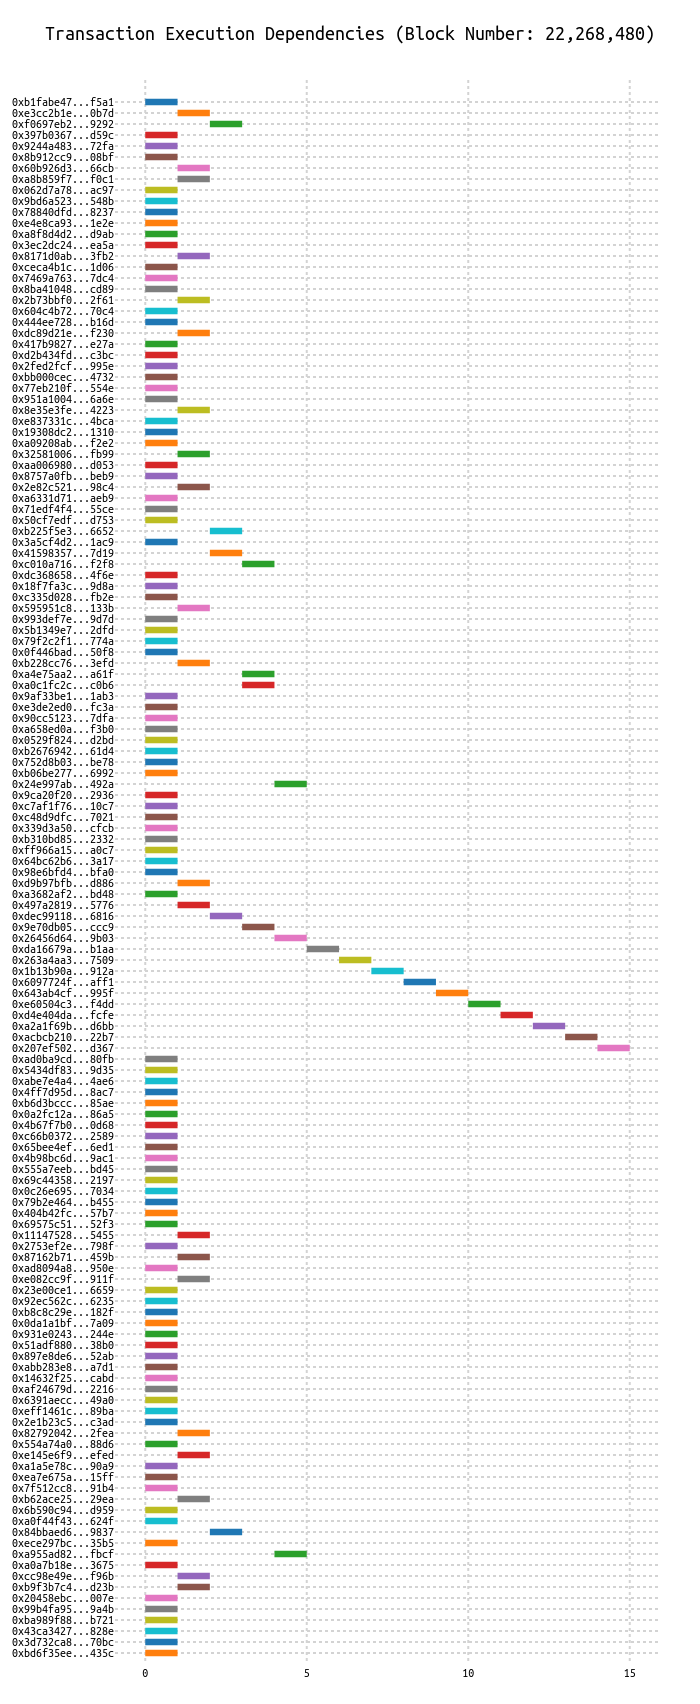 Transaction Execution Dependencies (Block Number: 22,268,480)
0xb1fabe47...f5a1
0xe3cc2b1e...0b7d
0xf0697eb2...9292
0x397b0367...d59c
0x9244a483...72fa
0x8b912cc9...08bf
0x60b926d3...66cb
0xa8b859f7...f0c1
0x062d7a78...ac97
0x9bd6a523...548b
0x78840dfd...8237
0xe4e8ca93...1e2e
0xa8f8d4d2...d9ab
0x3ec2dc24...ea5a
0x8171d0ab...3fb2
0xceca4b1c...1d06
0x7469a763...7dc4
0x8ba41048...cd89
0x2b73bbf0...2f61
0x604c4b72...70c4
0x444ee728...b16d
0xdc89d21e...f230
0x417b9827...e27a
0xd2b434fd...c3bc
0x2fed2fcf...995e
0xbb000cec...4732
0x77eb210f...554e
0x951a1004...6a6e
0x8e35e3fe...4223
0xe837331c...4bca
0x19308dc2...1310
0xa09208ab...f2e2
0x32581006...fb99
0xaa006980...d053
0x8757a0fb...beb9
0x2e82c521...98c4
0xa6331d71...aeb9
0x71edf4f4...55ce
0x50cf7edf...d753
0xb225f5e3...6652
0x3a5cf4d2...1ac9
0x41598357...7d19
0xc010a716...f2f8
0xdc368658...4f6e
0x18f7fa3c...9d8a
0xc335d028...fb2e
0x595951c8...133b
0x993def7e...9d7d
0x5b1349e7...2dfd
0x79f2c2f1...774a
0x0f446bad...50f8
0xb228cc76...3efd
0xa4e75aa2...a61f
0xa0c1fc2c...c0b6
0x9af33be1...1ab3
0xe3de2ed0...fc3a
0x90cc5123...7dfa
0xa658ed0a...f3b0
0x0529f824...d2bd
0xb2676942...61d4
0x752d8b03...be78
0xb06be277...6992
0x24e997ab...492a
0x9ca20f20...2936
0xc7af1f76...10c7
0xc48d9dfc...7021
0x339d3a50...cfcb
0xb310bd85...2332
0xff966a15...a0c7
0x64bc62b6...3a17
0x98e6bfd4...bfa0
0xd9b97bfb...d886
0xa3682af2...bd48
0x497a2819...5776
0xdec99118...6816
0x9e70db05...ccc9
0x26456d64...9b03
0xda16679a...b1aa
0x263a4aa3...7509
0x1b13b90a...912a
0x6097724f...aff1
0x643ab4cf...995f
0xe60504c3...f4dd
0xd4e404da...fcfe
0xa2a1f69b...d6bb
0xacbcb210...22b7
0x207ef502...d367
0xad0ba9cd...80fb
0x5434df83...9d35
0xabe7e4a4...4ae6
0x4ff7d95d...8ac7
0xb6d3bccc...85ae
0x0a2fc12a...86a5
0x4b67f7b0...0d68
0xc66b0372...2589
0x65bee4ef...6ed1
0x4b98bc6d...9ac1
0x555a7eeb...bd45
0x69c44358...2197
0x0c26e695...7034
0x79b2e464...b455
0x404b42fc...57b7
0x69575c51...52f3
0x11147528...5455
0x2753ef2e...798f
0x87162b71...459b
0xad8094a8...950e
0xe082cc9f...911f
0x23e00ce1...6659
0x92ec562c...6235
0xb8c8c29e...182f
0x0da1a1bf...7a09
0x931e0243...244e
0x51adf880...38b0
0x897e8de6...52ab
0xabb283e8...a7d1
0x14632f25...cabd
0xaf24679d...2216
0x6391aecc...49a0
0xeff1461c...89ba
0x2e1b23c5...c3ad
0x82792042...2fea
0x554a74a0...88d6
0xe145e6f9...efed
0xa1a5e78c...90a9
0xea7e675a...15ff
0x7f512cc8...91b4
0xb62ace25...29ea
0x6b590c94...d959
0xa0f44f43...624f
0x84bbaed6...9837
0xece297bc...35b5
0xa955ad82...fbcf
0xa0a7b18e...3675
0xcc98e49e...f96b
0xb9f3b7c4...d23b
0x20458ebc...007e
0x99b4fa95...9a4b
0xba989f88...b721
0x43ca3427...828e
0x3d732ca8...70bc
0xbd6f35ee...435c
0 5 10 15